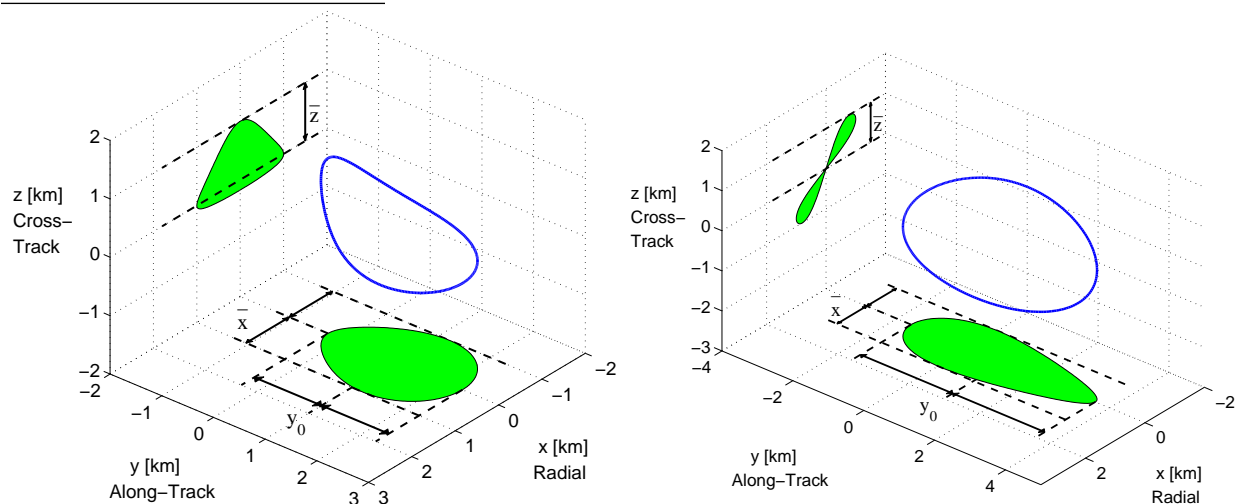 2
1
0
−1
−2
z [km]
Cross−
Track
−2
−1
0
1
2
3
y [km]
Along−Track
3
2
1
0
−1
−2
x [km]
Radial
z̅
x̅
y₀
2
1
0
−1
−2
−3
z [km]
Cross−
Track
−4
−2
0
2
4
y [km]
Along−Track
2
0
−2
x [km]
Radial
z̅
x̅
y₀